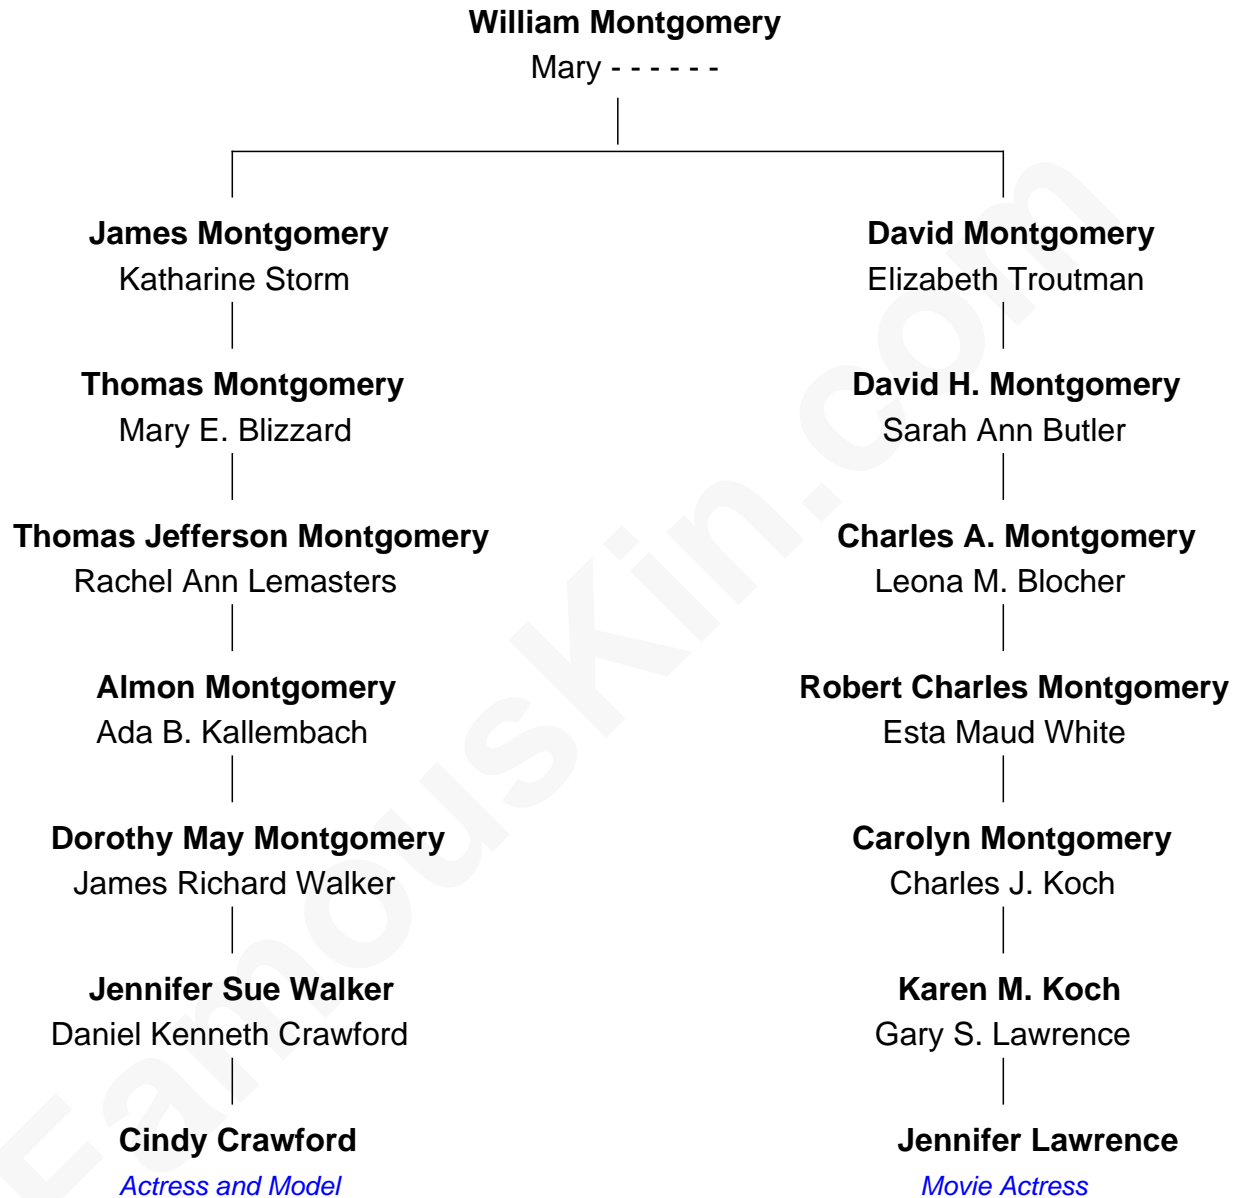 William Montgomery
Mary - - - - - -
James Montgomery
Katharine Storm
David Montgomery
Elizabeth Troutman
Thomas Montgomery
Mary E. Blizzard
David H. Montgomery
Sarah Ann Butler
Thomas Jefferson Montgomery
Rachel Ann Lemasters
Charles A. Montgomery
Leona M. Blocher
Almon Montgomery
Ada B. Kallembach
Robert Charles Montgomery
Esta Maud White
Dorothy May Montgomery
James Richard Walker
Carolyn Montgomery
Charles J. Koch
Jennifer Sue Walker
Daniel Kenneth Crawford
Karen M. Koch
Gary S. Lawrence
Cindy Crawford
Actress and Model
Jennifer Lawrence
Movie Actress
FamousKin.com